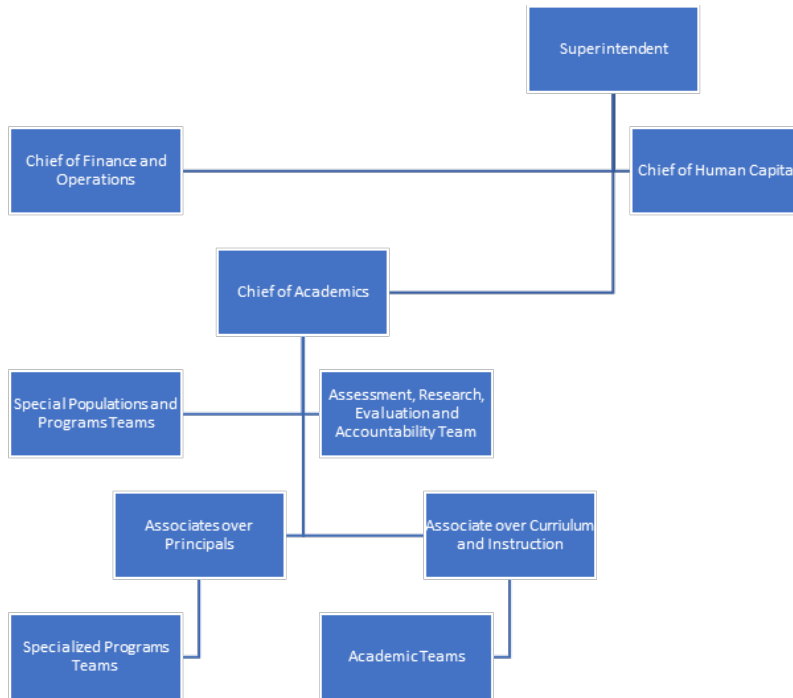 Superintendent
Chief of Finance and
Operations
Chief of Human Capital
Chief of Academics
Special Populations and
Programs Teams
Assessment, Research,
Evaluation and
Accountability Team
Associates over
Principals
Associate over Curriulum
and Instruction
Specialized Programs
Teams
Academic Teams